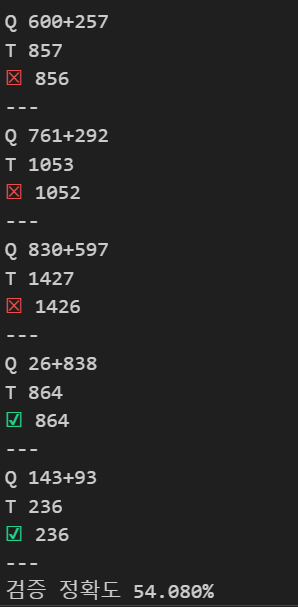 Q 600+257
T 857
☒ 856
---
Q 761+292
T 1053
☒ 1052
---
Q 830+597
T 1427
☒ 1426
---
Q 26+838
T 864
☑ 864
---
Q 143+93
T 236
☑ 236
---
검증 정확도 54.080%